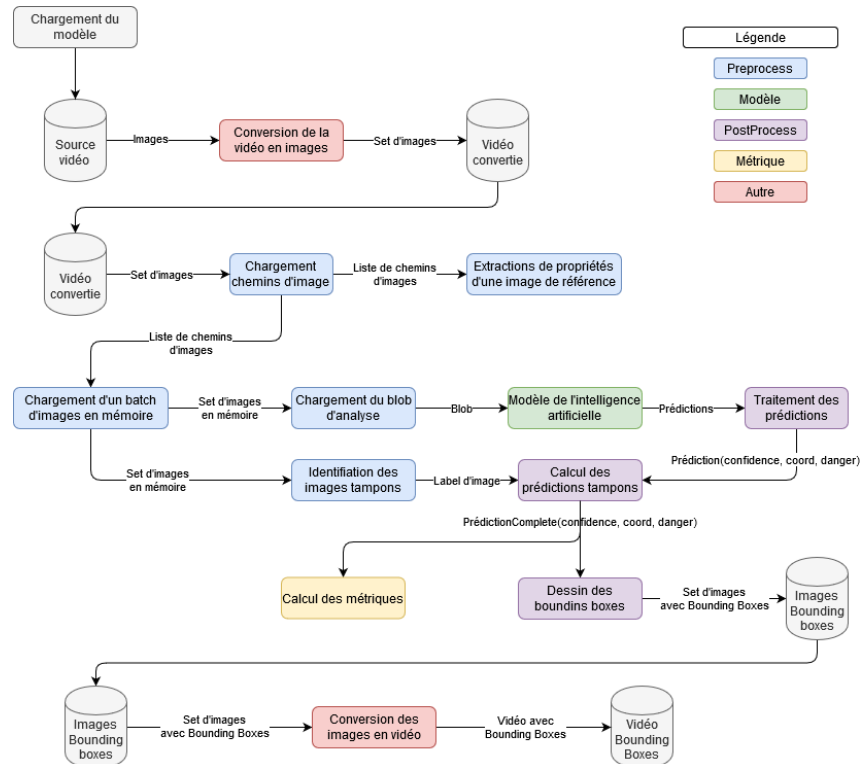 Chargement du
modèle
Légende
Preprocess
Modèle
PostProcess
Métrique
Autre
Source
vidéo
Images
Conversion de la
vidéo en images
Set d'images
Vidéo
convertie
Vidéo
convertie
Set d'images
Chargement
chemins d'image
Liste de chemins
d'images
Extractions de propriétés
d'une image de référence
Liste de chemins
d'images
Chargement d'un batch
d'images en mémoire
Set d'images
en mémoire
Chargement du blob
d'analyse
Blob
Modèle de l'intelligence
artificielle
Prédictions
Traitement des
prédictions
Prédiction(confidence, coord, danger)
Set d'images
en mémoire
Identifiation des
images tampons
Label d'image
Calcul des
prédictions tampons
PrédictionComplete(confidence, coord, danger)
Calcul des métriques
Dessin des
boundins boxes
Set d'images
avec Bounding Boxes
Images
Bounding
boxes
Images
Bounding
boxes
Set d'images
avec Bounding Boxes
Conversion des
images en vidéo
Vidéo avec
Bounding Boxes
Vidéo
Bounding
Boxes